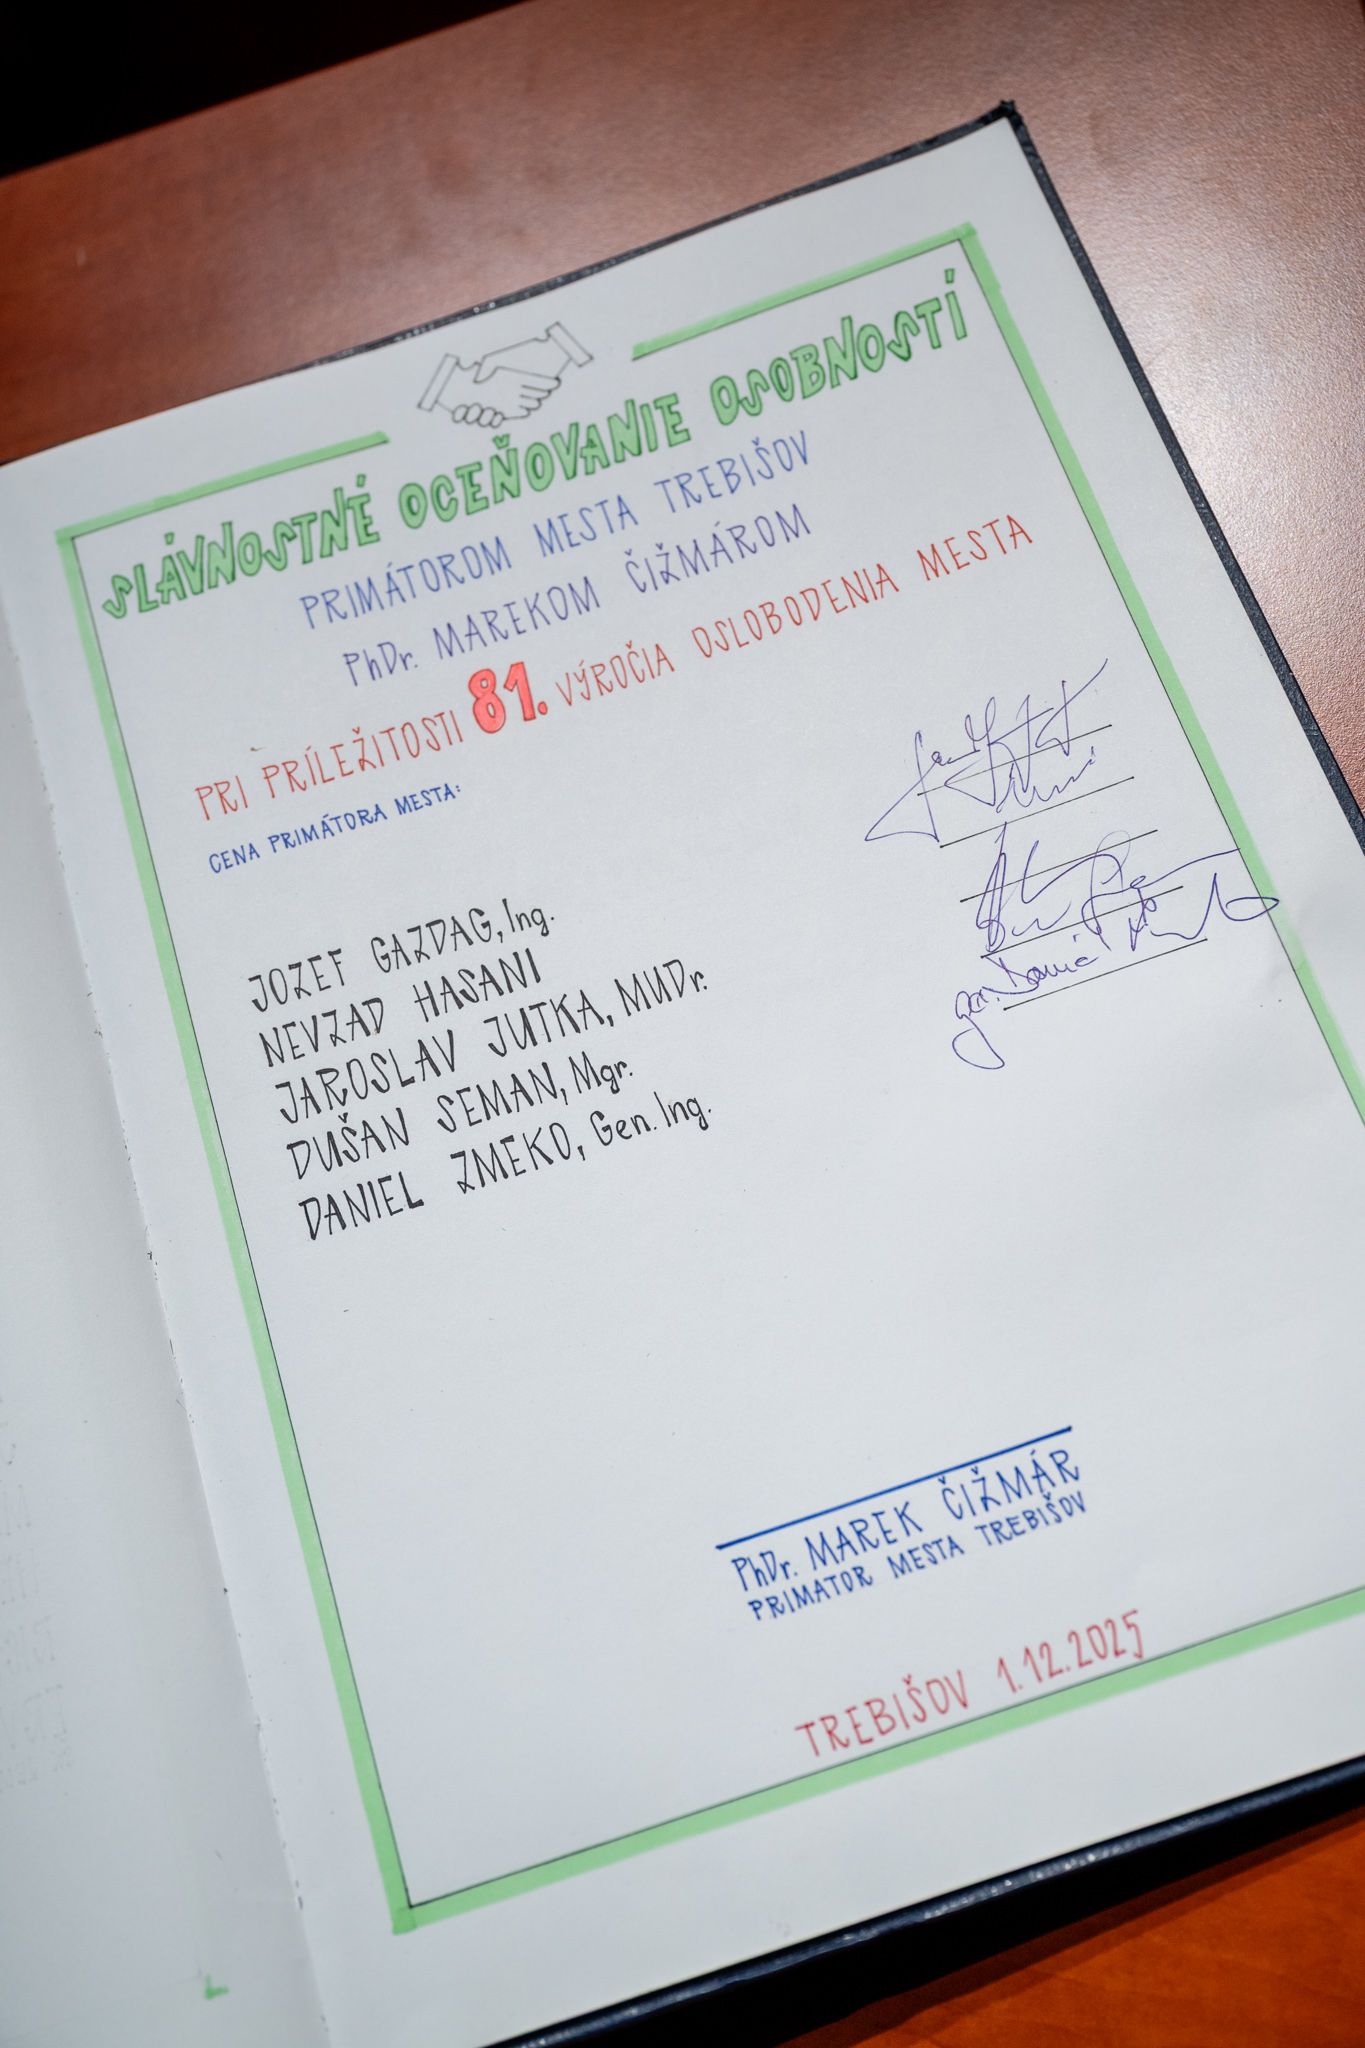 SLÁVNOSTNÉ OCEŇOVANIE OSOBNOSTÍ
PRIMÁTOROM MESTA TREBIŠOV
PhDr. MAREKOM ČIŽMÁROM
PRI PRÍLEŽITOSTI 81. VÝROČIA OSLOBODENIA MESTA
CENA PRIMÁTORA MESTA:
JOZEF GAZDAG, Ing.
NEVZAD HASANI
JAROSLAV JUTKA, MUDr.
DUŠAN SEMAN, Mgr.
DANIEL ZMEKO, Gen. Ing.
gen.
PhDr. MAREK ČIŽMÁR
PRIMATOR MESTA TREBIŠOV
TREBIŠOV 1.12.2025